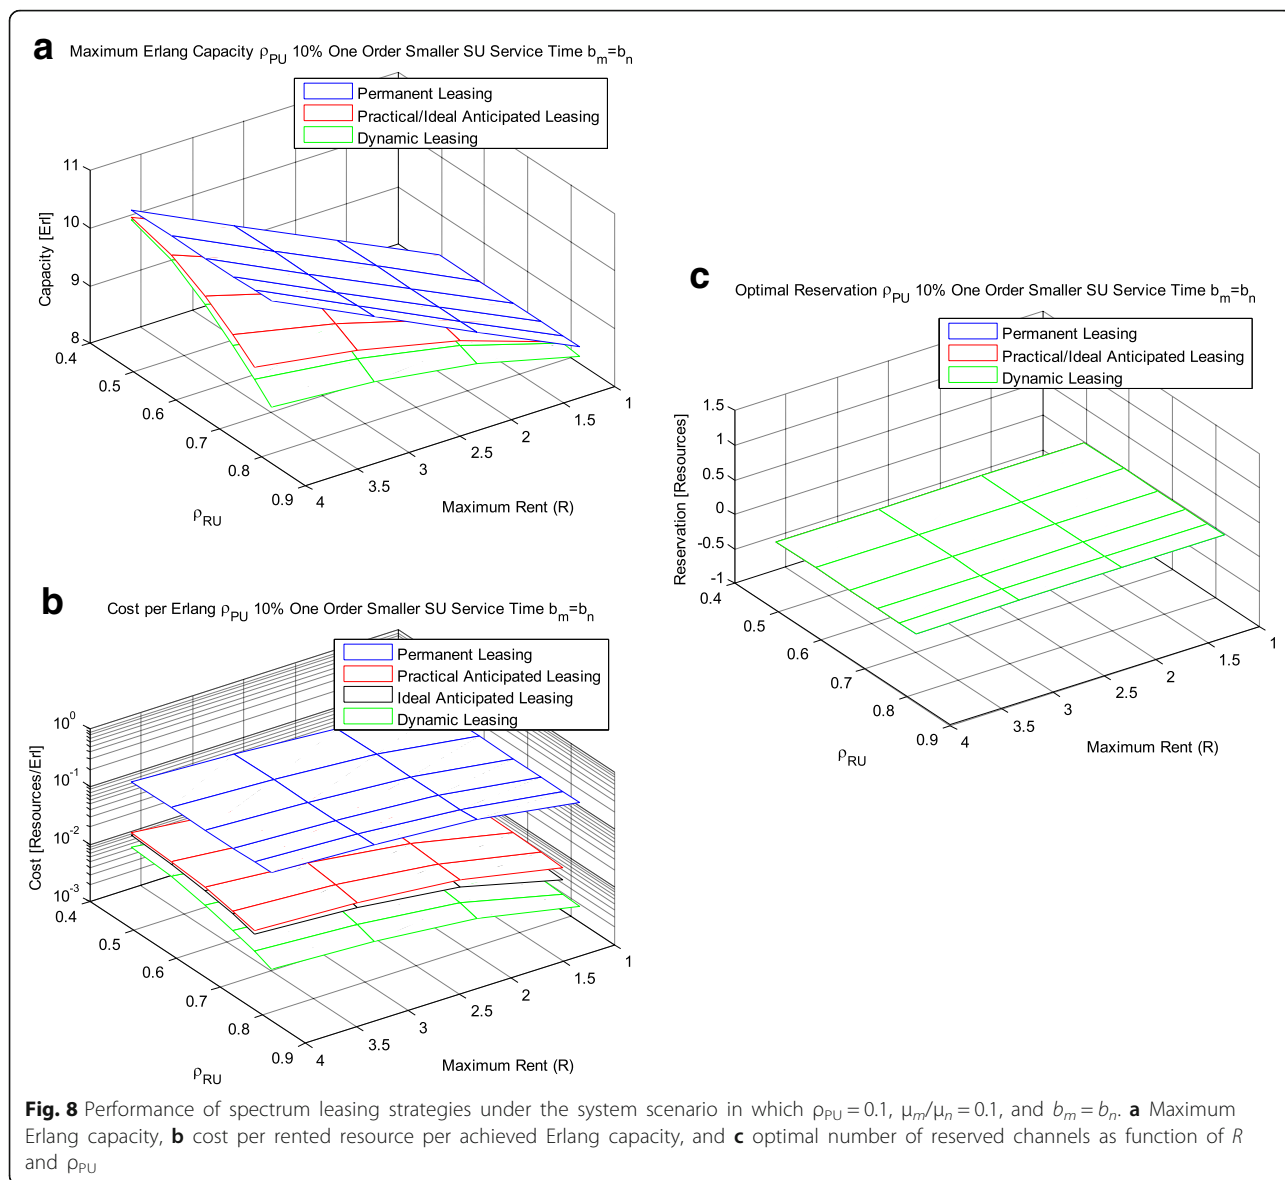 a
Maximum Erlang Capacity ρPU 10% One Order Smaller SU Service Time bm=bn
Permanent Leasing
Practical/Ideal Anticipated Leasing
Dynamic Leasing
11
10
9
8
Capacity [Erl]
0.4
0.5
0.6
0.7
0.8
0.9
ρRU
4
3.5
3
2.5
2
1.5
1
Maximum Rent (R)
b
Cost per Erlang ρPU 10% One Order Smaller SU Service Time bm=bn
Permanent Leasing
Practical Anticipated Leasing
Ideal Anticipated Leasing
Dynamic Leasing
10^0
10^-1
10^-2
10^-3
Cost [Resources/Erl]
0.4
0.5
0.6
0.7
0.8
0.9
ρRU
4
3.5
3
2.5
2
1.5
1
Maximum Rent (R)
c
Optimal Reservation ρPU 10% One Order Smaller SU Service Time bm=bn
Permanent Leasing
Practical/Ideal Anticipated Leasing
Dynamic Leasing
1.5
1
0.5
0
-0.5
-1
Reservation [Resources]
0.4
0.5
0.6
0.7
0.8
0.9
ρRU
4
3.5
3
2.5
2
1.5
1
Maximum Rent (R)
Fig. 8 Performance of spectrum leasing strategies under the system scenario in which ρPU = 0.1, μm/μn = 0.1, and bm = bn. a Maximum
Erlang capacity, b cost per rented resource per achieved Erlang capacity, and c optimal number of reserved channels as function of R
and ρPU